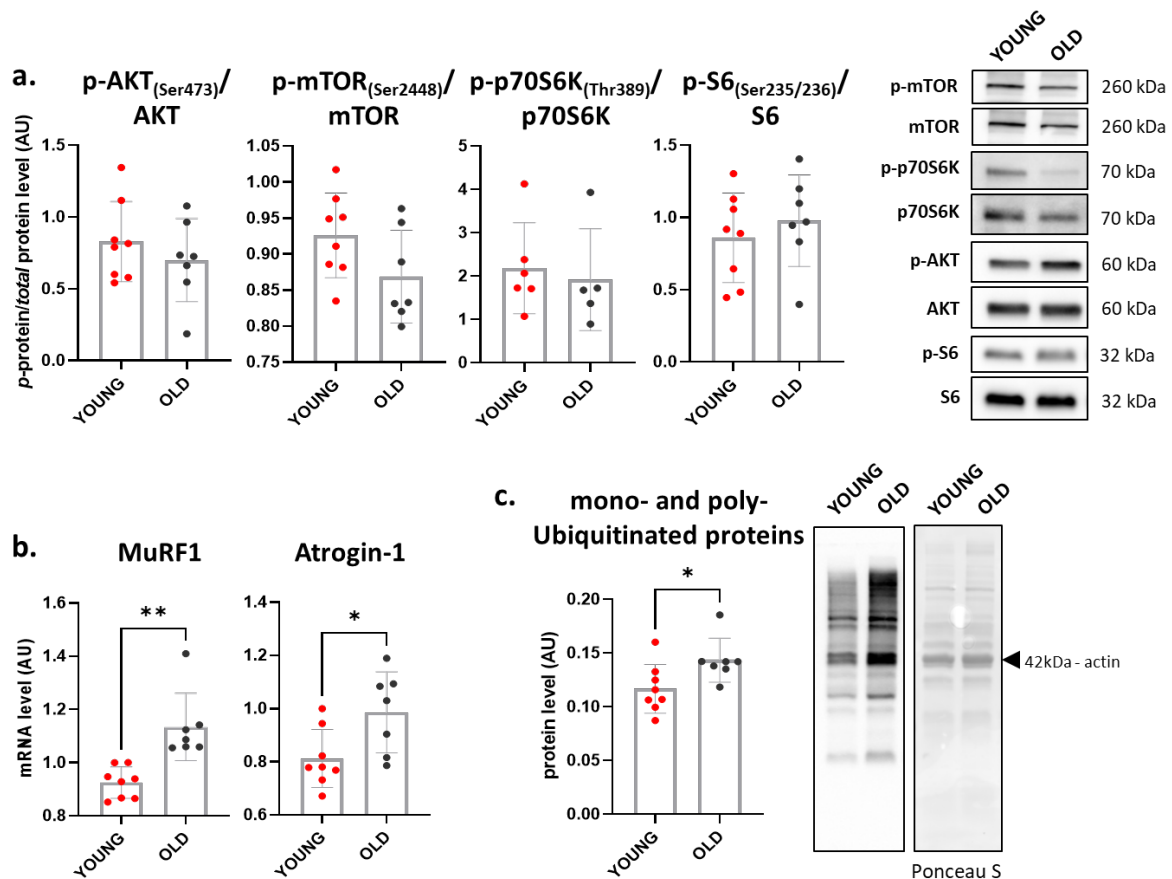 a.
p-AKT(Ser473)/
AKT
p-mTOR(Ser2448)/
mTOR
p-p70S6K(Thr389)/
p70S6K
p-S6(Ser235/236)/
S6
p-protein/total protein level (AU)
1.5
1.0
0.5
0.0
YOUNG
OLD
1.05
1.00
0.95
0.90
0.85
0.80
0.75
YOUNG
OLD
5
4
3
2
1
0
YOUNG
OLD
1.5
1.0
0.5
0.0
YOUNG
OLD
YOUNG OLD
p-mTOR 260 kDa
mTOR 260 kDa
p-p70S6K 70 kDa
p70S6K 70 kDa
p-AKT 60 kDa
AKT 60 kDa
p-S6 32 kDa
S6 32 kDa
b.
MuRF1
mRNA level (AU)
1.6
1.4
1.2
1.0
0.8
**
YOUNG
OLD
Atrogin-1
1.4
1.2
1.0
0.8
0.6
*
YOUNG
OLD
c.
mono- and poly-
Ubiquitinated proteins
protein level (AU)
0.20
0.15
0.10
0.05
0.00
*
YOUNG
OLD
YOUNG OLD
YOUNG OLD
42kDa - actin
Ponceau S